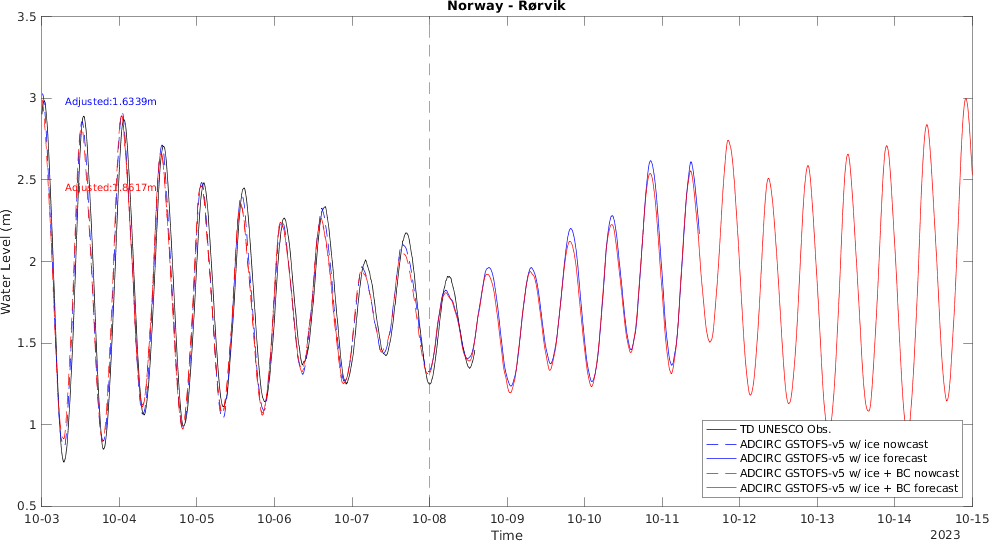 Norway - Rørvik
3.5
3
2.5
2
1.5
1
0.5
Water Level (m)
Adjusted:1.6339m
Adjusted:1.8617m
TD UNESCO Obs.
ADCIRC GSTOFS-v5 w/ ice nowcast
ADCIRC GSTOFS-v5 w/ ice forecast
ADCIRC GSTOFS-v5 w/ ice + BC nowcast
ADCIRC GSTOFS-v5 w/ ice + BC forecast
10-03 10-04 10-05 10-06 10-07 10-08 10-09 10-10 10-11 10-12 10-13 10-14 10-15
Time
2023